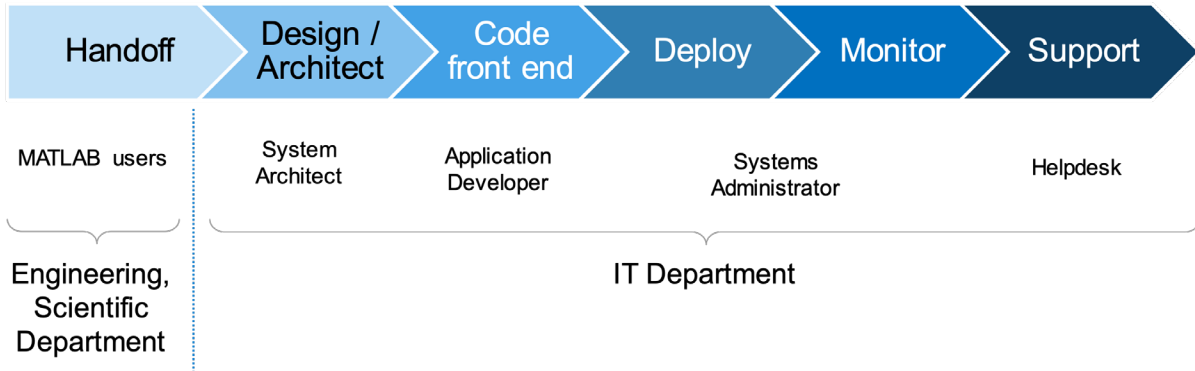 Handoff
Design /
Architect
Code
front end
Deploy
Monitor
Support
MATLAB users
System
Architect
Application
Developer
Systems
Administrator
Helpdesk
Engineering,
Scientific
Department
IT Department